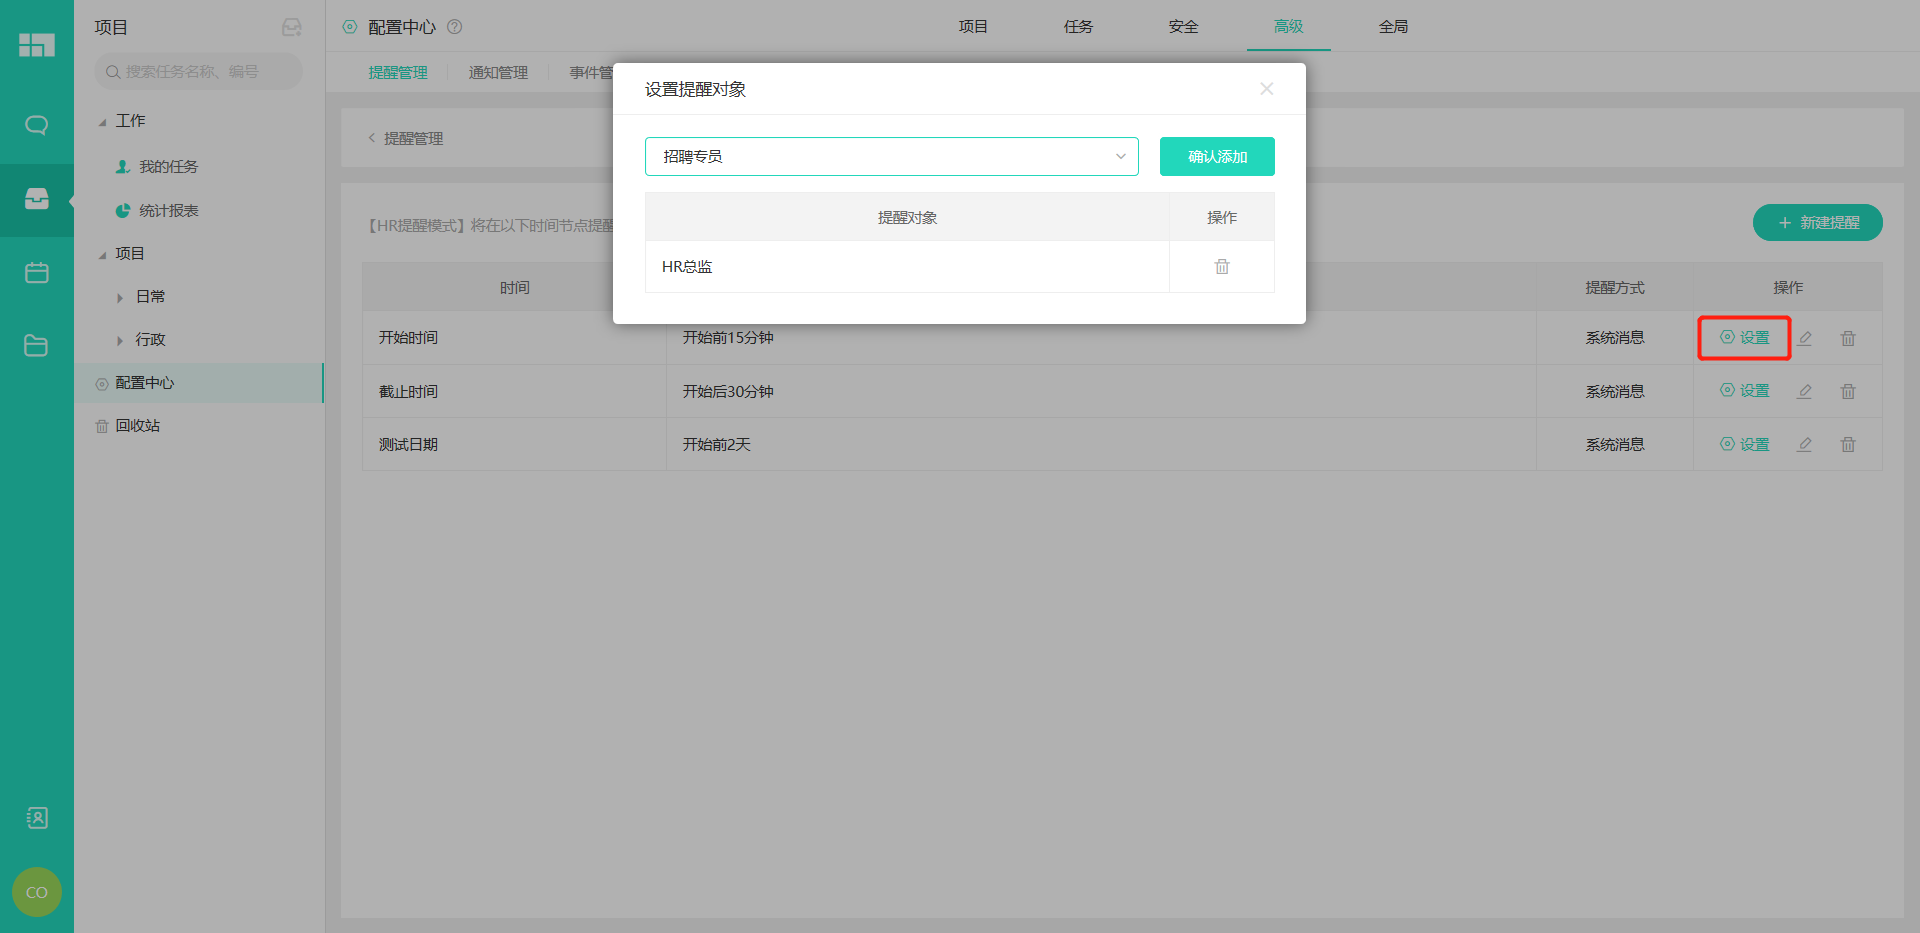 项目
搜索任务名称、编号
工作
我的任务
统计报表
项目
日常
行政
配置中心
回收站
CO
配置中心
项目
任务
安全
高级
全局
提醒管理
通知管理
事件管
提醒管理
【HR提醒模式】将在以下时间节点提醒
新建提醒
时间
提醒方式
操作
开始时间
开始前15分钟
系统消息
设置
截止时间
开始后30分钟
系统消息
设置
测试日期
开始前2天
系统消息
设置
设置提醒对象
招聘专员
确认添加
提醒对象
操作
HR总监